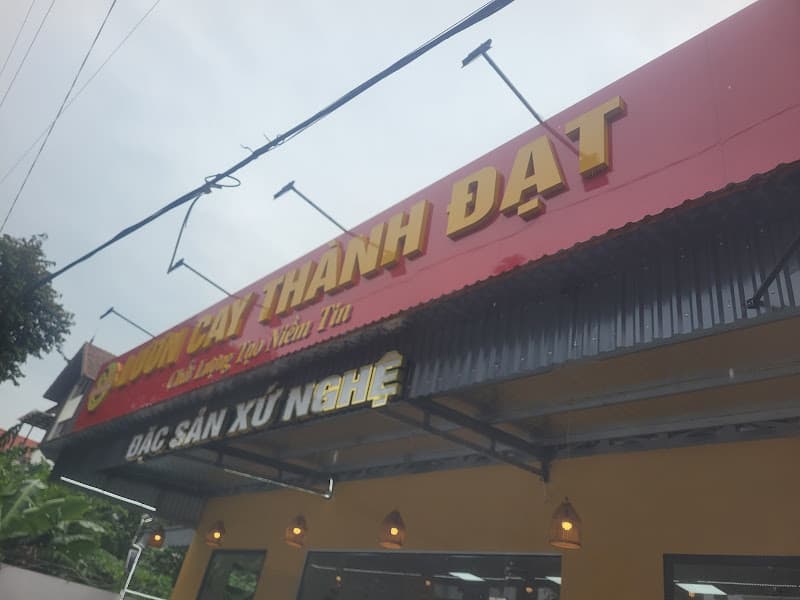 LƯƠN CAY THÀNH ĐẠT
Chất Lượng Tạo Niềm Tin
ĐẶC SẢN XỨ NGHỆ